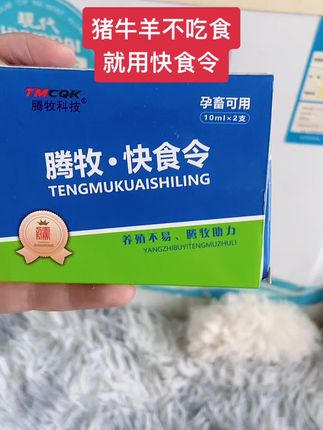 猪牛羊不吃食
就用快食令
现代
TMCQK
腾牧科技®
孕畜可用
10ml×2支
腾牧·快食令
TENGMUKUAISHILING
养殖不易、腾牧助力
YANGZHIBUYITENGMUZHULI